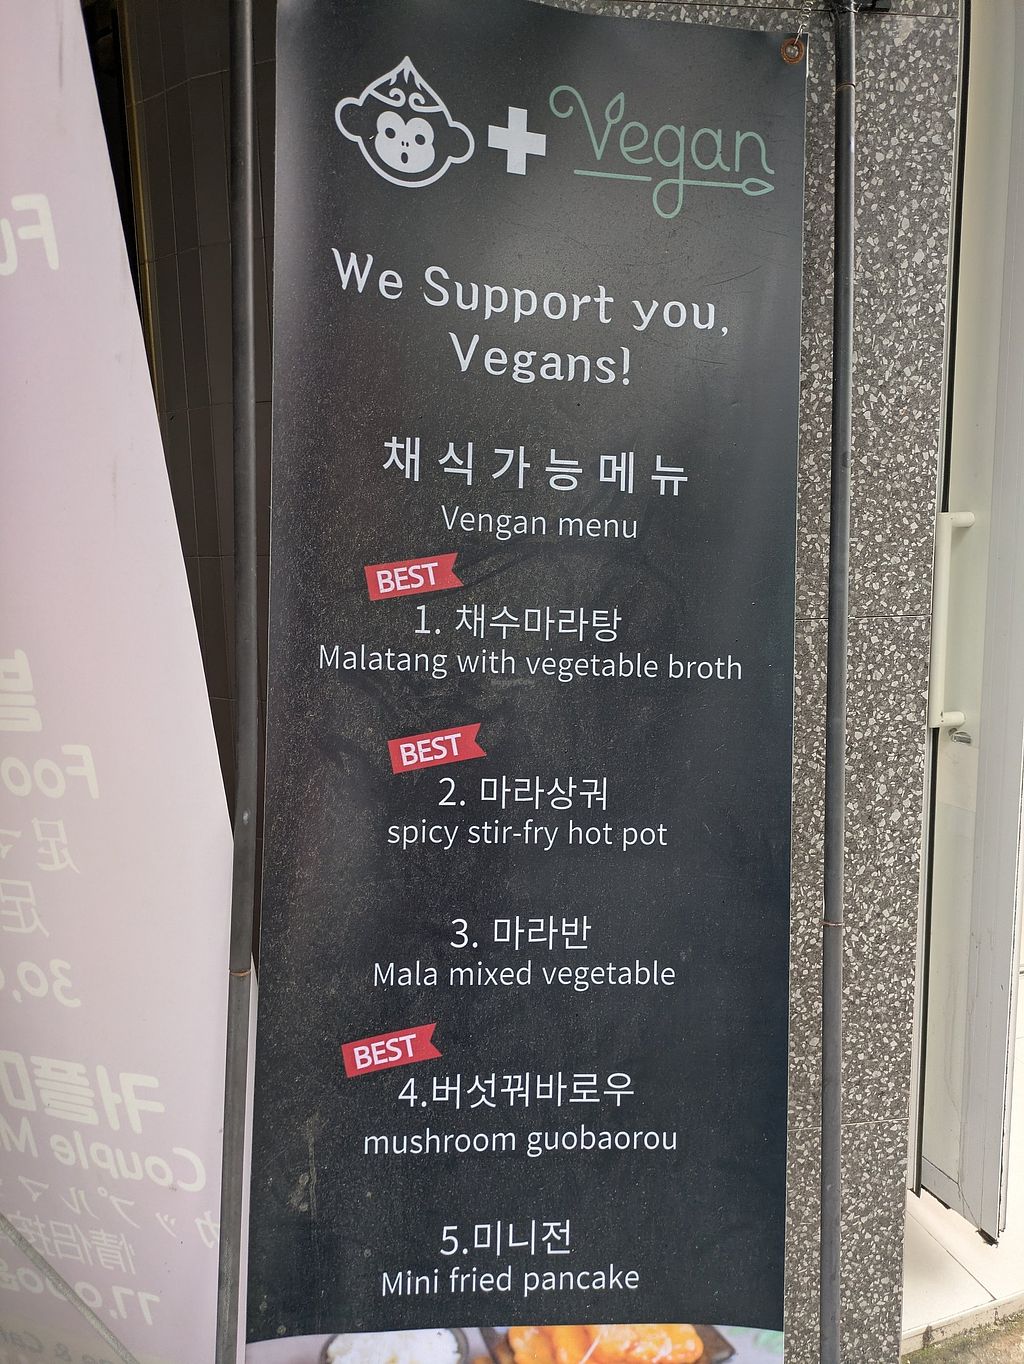 Vegan
We Support you,
Vegans!
채식가능메뉴
Vengan menu
BEST
1. 채수마라탕
Malatang with vegetable broth
BEST
2. 마라샹궈
spicy stir-fry hot pot
3. 마라반
Mala mixed vegetable
BEST
4.버섯꿔바로우
mushroom guobaorou
5.미니전
Mini fried pancake
커플
Couple